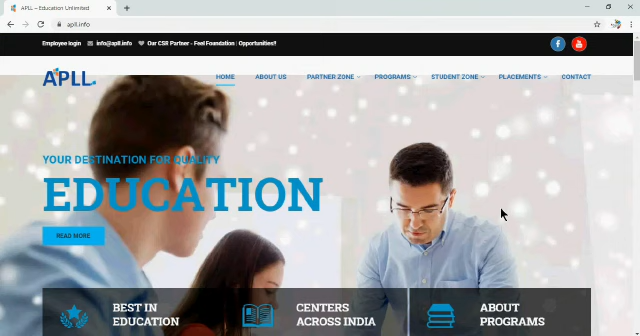 APLL – Education Unlimited
apll.info
Employee login info@apll.info Our CSR Partner - Feel Foundation | Opportunities!!
APLL.
HOME ABOUT US PARTNER ZONE PROGRAMS STUDENT ZONE PLACEMENTS CONTACT
YOUR DESTINATION FOR QUALITY
EDUCATION
READ MORE
BEST IN
EDUCATION
CENTERS
ACROSS INDIA
ABOUT
PROGRAMS